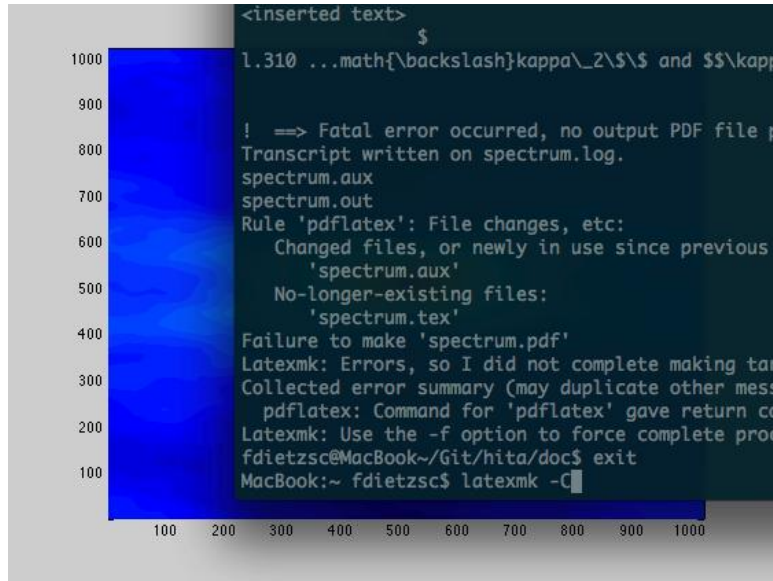 <inserted text>
$
l.310 ...math{\backslash}kappa\_2\$\$ and $$\kapp
! ==> Fatal error occurred, no output PDF file
Transcript written on spectrum.log.
spectrum.aux
spectrum.out
Rule 'pdflatex': File changes, etc:
Changed files, or newly in use since previous
'spectrum.aux'
No-longer-existing files:
'spectrum.tex'
Failure to make 'spectrum.pdf'
Latexmk: Errors, so I did not complete making
Collected error summary (may duplicate other
pdflatex: Command for 'pdflatex' gave return
Latexmk: Use the -f option to force complete
fdietzsc@MacBook~/Git/hita/doc$ exit
MacBook:~ fdietzsc$ latexmk -C
1000
900
800
700
600
500
400
300
200
100
100 200 300 400 500 600 700 800 900 1000